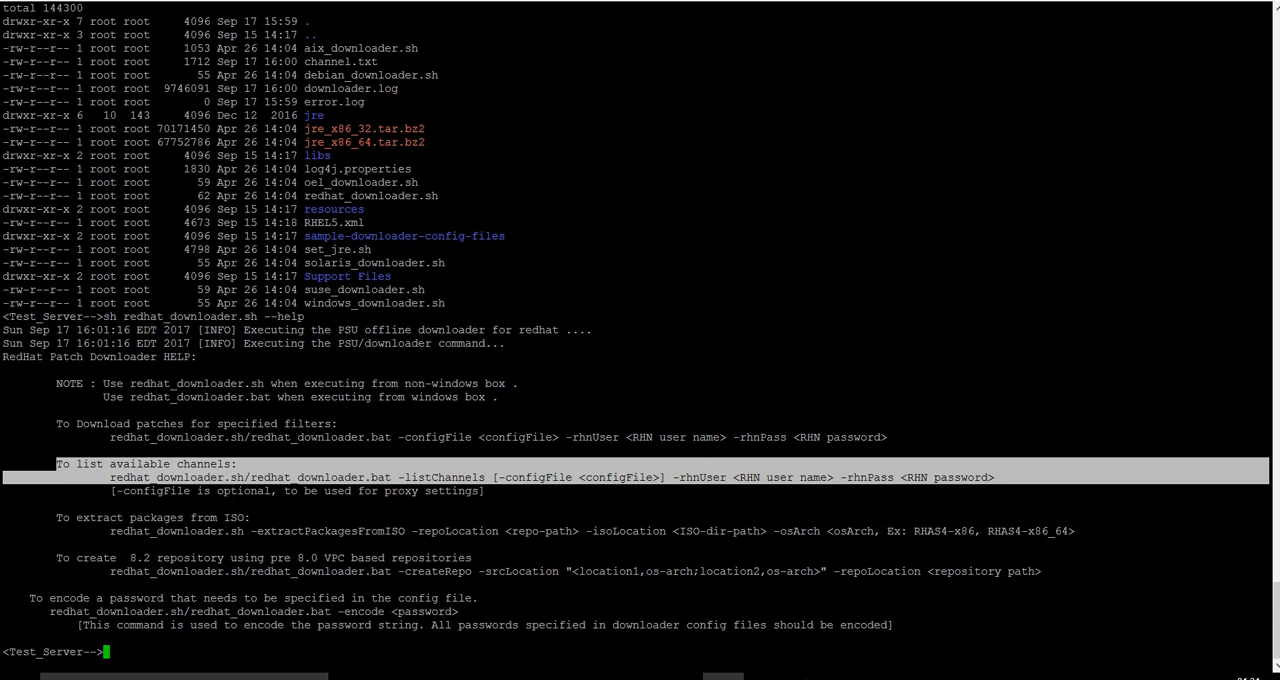 total 144300
drwxr-xr-x 7 root root     4096 Sep 17 15:59 .
drwxr-xr-x 3 root root     4096 Sep 15 14:17 ..
-rw-r--r-- 1 root root     1053 Apr 26 14:04 aix_downloader.sh
-rw-r--r-- 1 root root     1712 Sep 17 16:00 channel.txt
-rw-r--r-- 1 root root       55 Apr 26 14:04 debian_downloader.sh
-rw-r--r-- 1 root root  9746091 Sep 17 16:00 downloader.log
-rw-r--r-- 1 root root        0 Sep 17 15:59 error.log
drwxr-xr-x 6   10  143     4096 Dec 12  2016 jre
-rw-r--r-- 1 root root 70171450 Apr 26 14:04 jre_x86_32.tar.bz2
-rw-r--r-- 1 root root 67752786 Apr 26 14:04 jre_x86_64.tar.bz2
drwxr-xr-x 2 root root     4096 Sep 15 14:17 libs
-rw-r--r-- 1 root root     1830 Apr 26 14:04 log4j.properties
-rw-r--r-- 1 root root       59 Apr 26 14:04 oel_downloader.sh
-rw-r--r-- 1 root root       62 Apr 26 14:04 redhat_downloader.sh
drwxr-xr-x 2 root root     4096 Sep 15 14:17 resources
-rw-r--r-- 1 root root     4673 Sep 15 14:18 RHEL5.xml
drwxr-xr-x 2 root root     4096 Sep 15 14:17 sample-downloader-config-files
-rw-r--r-- 1 root root     4798 Apr 26 14:04 set_jre.sh
-rw-r--r-- 1 root root       55 Apr 26 14:04 solaris_downloader.sh
drwxr-xr-x 2 root root     4096 Sep 15 14:17 Support Files
-rw-r--r-- 1 root root       59 Apr 26 14:04 suse_downloader.sh
-rw-r--r-- 1 root root       55 Apr 26 14:04 windows_downloader.sh
<Test_Server-->sh redhat_downloader.sh --help
Sun Sep 17 16:01:16 EDT 2017 [INFO] Executing the PSU offline downloader for redhat ....
Sun Sep 17 16:01:16 EDT 2017 [INFO] Executing the PSU/downloader command...
RedHat Patch Downloader HELP:
NOTE : Use redhat_downloader.sh when executing from non-windows box .
Use redhat_downloader.bat when executing from windows box .
To Download patches for specified filters:
redhat_downloader.sh/redhat_downloader.bat -configFile <configFile> -rhnUser <RHN user name> -rhnPass <RHN password>
To list available channels:
redhat_downloader.sh/redhat_downloader.bat -listChannels [-configFile <configFile>] -rhnUser <RHN user name> -rhnPass <RHN password>
[-configFile is optional, to be used for proxy settings]
To extract packages from ISO:
redhat_downloader.sh -extractPackagesFromISO -repoLocation <repo-path> -isoLocation <ISO-dir-path> -osArch <osArch, Ex: RHAS4-x86, RHAS4-x86_64>
To create  8.2 repository using pre 8.0 VPC based repositories
redhat_downloader.sh/redhat_downloader.bat -createRepo -srcLocation "<location1,os-arch;location2,os-arch>" -repoLocation <repository path>
To encode a password that needs to be specified in the config file.
redhat_downloader.sh/redhat_downloader.bat -encode <password>
[This command is used to encode the password string. All passwords specified in downloader config files should be encoded]
<Test_Server-->